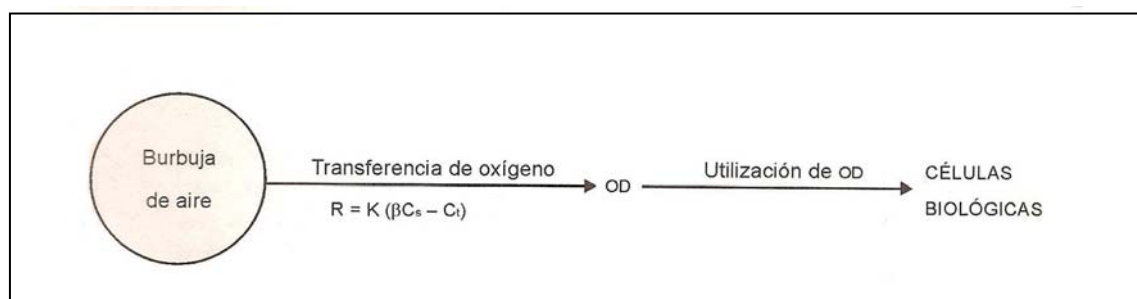 Burbuja
de aire
Transferencia de oxígeno
R = K (βCₛ – Cₜ)
OD
Utilización de OD
CÉLULAS
BIOLÓGICAS